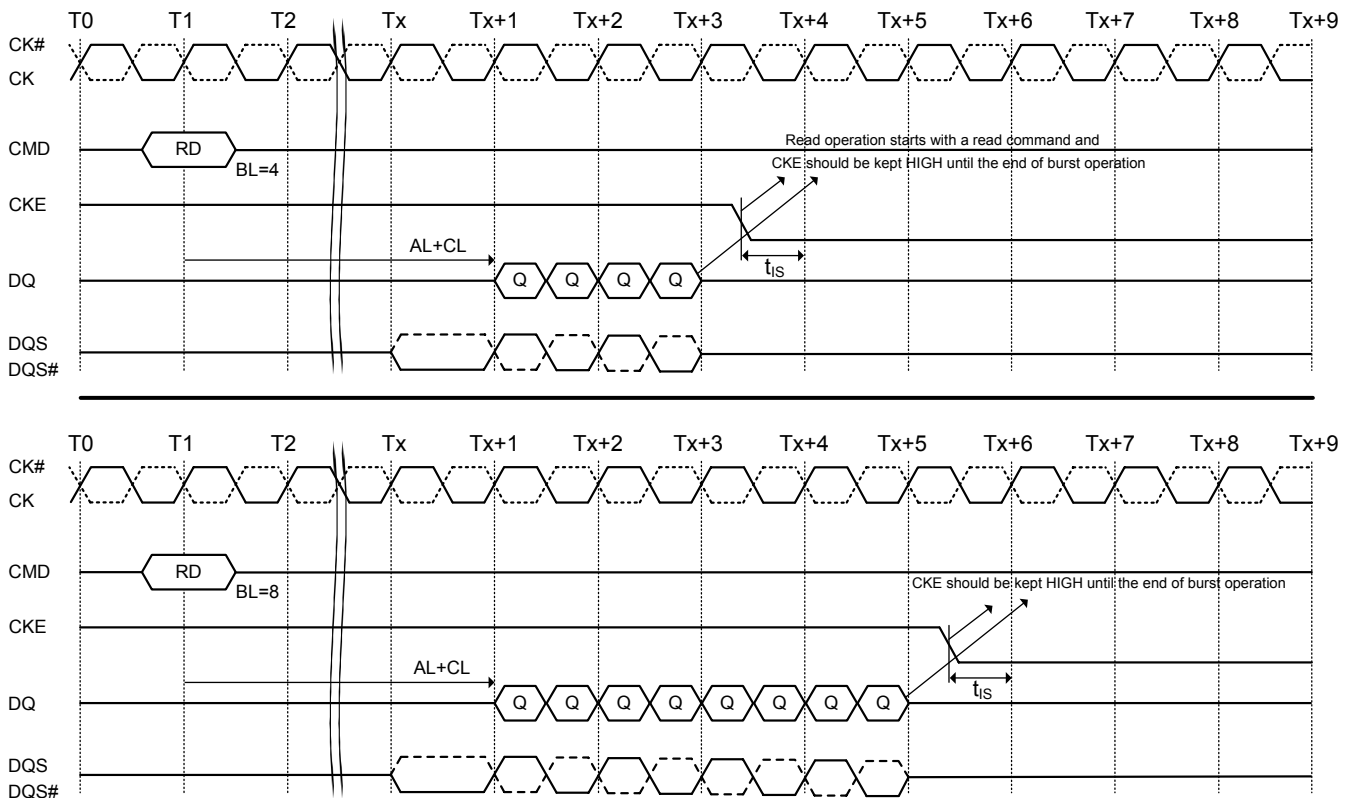 T0 T1 T2 Tx Tx+1 Tx+2 Tx+3 Tx+4 Tx+5 Tx+6 Tx+7 Tx+8 Tx+9
CK#
CK
Read operation starts with a read command and
CMD RD
CKE should be kept HIGH until the end of burst operation
BL=4
CKE
AL+CL
tIS
DQ Q Q Q Q
DQS
DQS#
T0 T1 T2 Tx Tx+1 Tx+2 Tx+3 Tx+4 Tx+5 Tx+6 Tx+7 Tx+8 Tx+9
CK#
CK
CMD RD
CKE should be kept HIGH until the end of burst operation
BL=8
CKE
AL+CL
tIS
DQ Q Q Q Q Q Q Q Q
DQS
DQS#